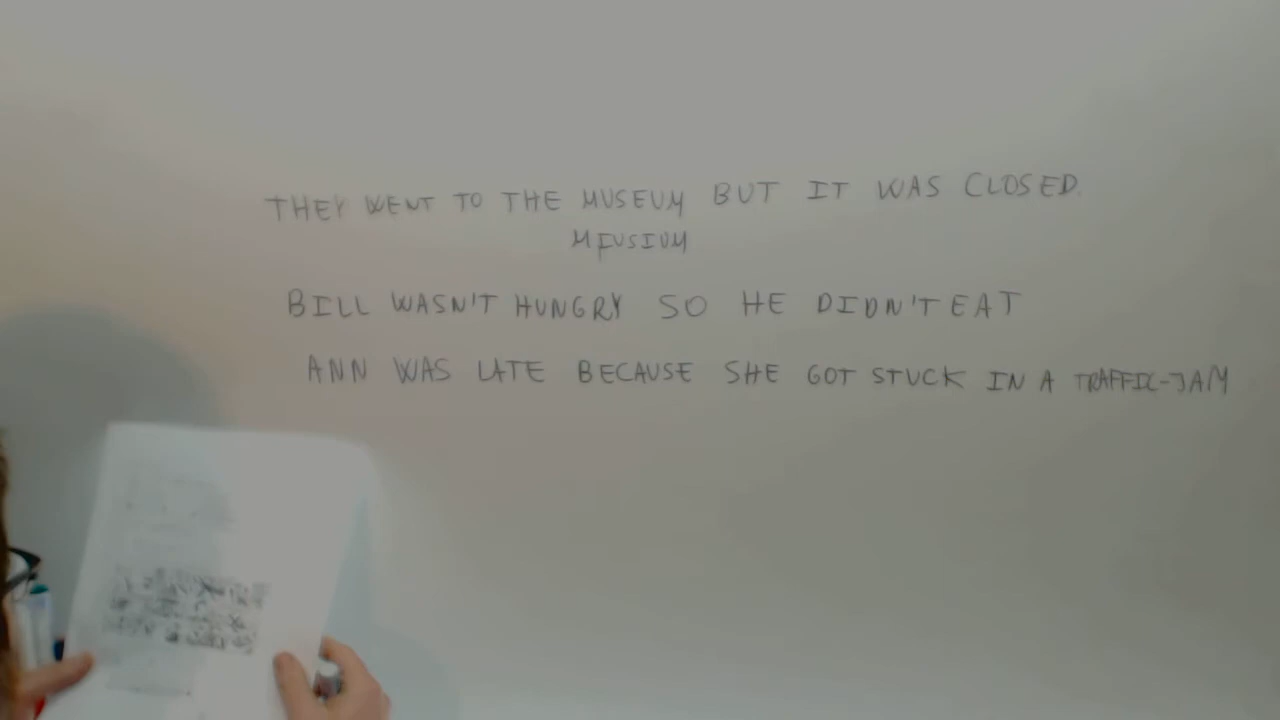 THEY WENT TO THE MUSEUM BUT IT WAS CLOSED.
MIUSIUM
BILL WASN'T HUNGRY SO HE DIDN'T EAT
ANN WAS LATE BECAUSE SHE GOT STUCK IN A TRAFFIC-JAM